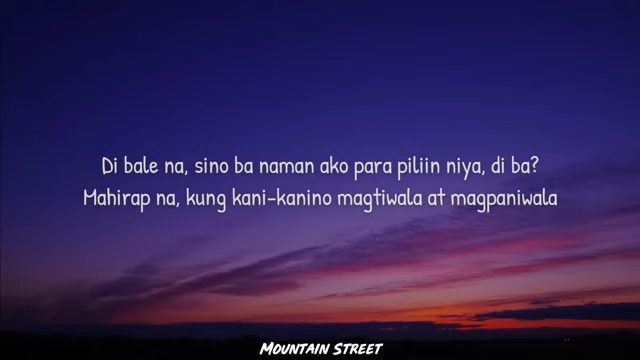 Di bale na, sino ba naman ako para piliin niya, di ba?
Mahirap na, kung kani-kanino magtiwala at magpaniwala
MOUNTAIN STREET